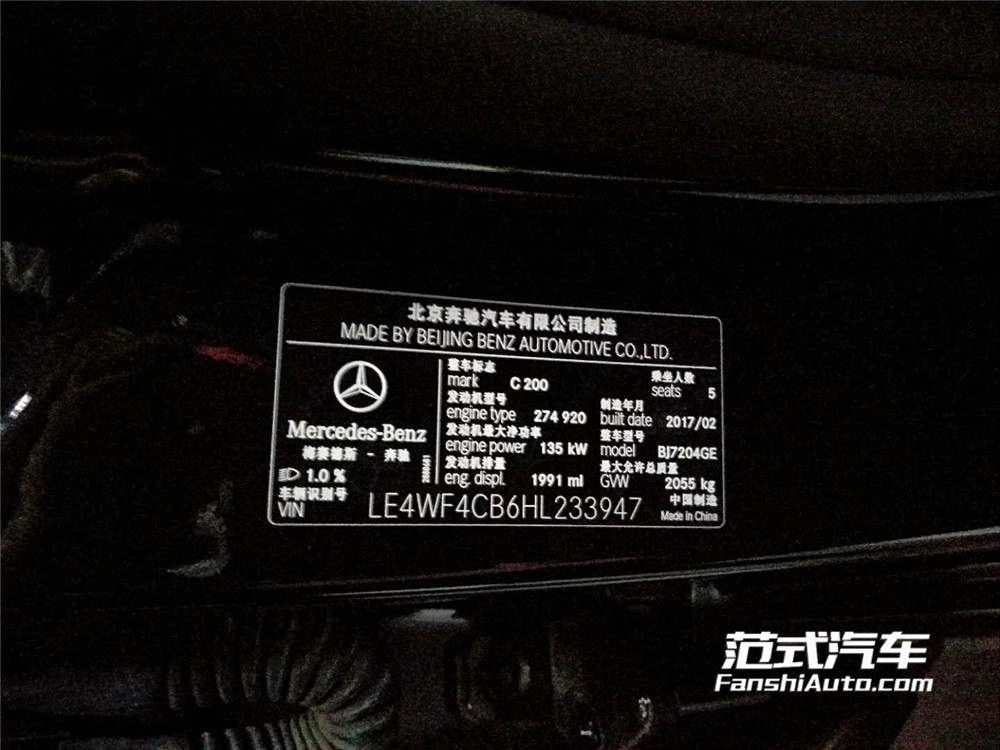 北京奔驰汽车有限公司制造
MADE BY BEIJING BENZ AUTOMOTIVE CO.,LTD.
Mercedes-Benz
梅赛德斯 - 奔驰
1.0 %
整车标志
mark C 200
乘坐人数
seats 5
发动机型号
engine type 274 920
制造年月
built date 2017/02
发动机最大净功率
engine power 135 kW
整车型号
model BJ7204GE
发动机排量
eng. displ. 1991 ml
最大允许总质量
GVW 2055 kg
车辆识别号
VIN LE4WF4CB6HL233947
中国制造
Made in China
范式汽车
FanshiAuto.com